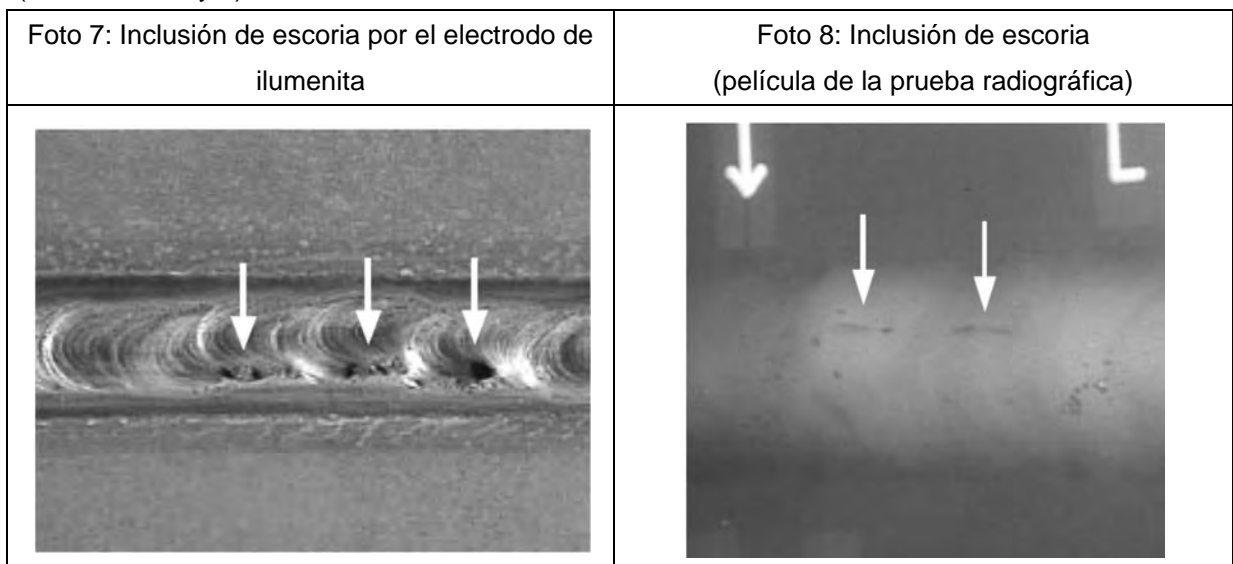 Foto 7: Inclusión de escoria por el electrodo de
ilumenita
Foto 8: Inclusión de escoria
(película de la prueba radiográfica)
L